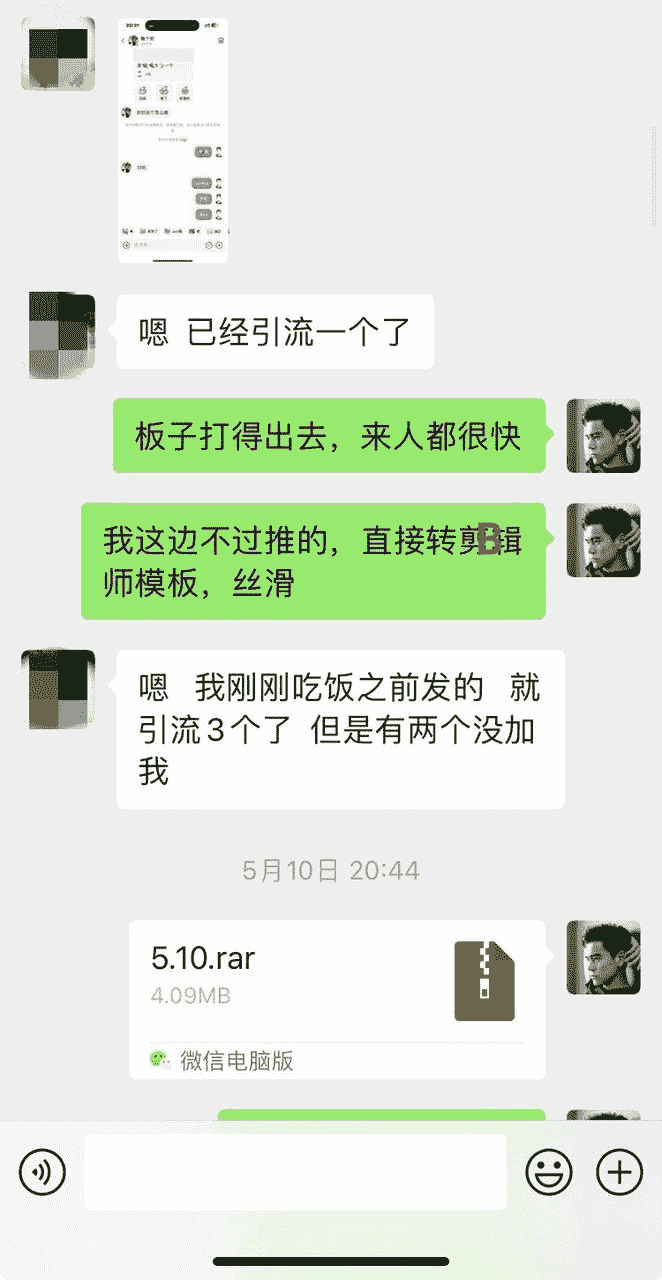 嗯 已经引流一个了
板子打得出去，来人都很快
我这边不过推的，直接转剪辑
师模板，丝滑
B
嗯 我刚刚吃饭之前发的 就
引流3个了 但是有两个没加
我
5月10日 20:44
5.10.rar
4.09MB
微信电脑版